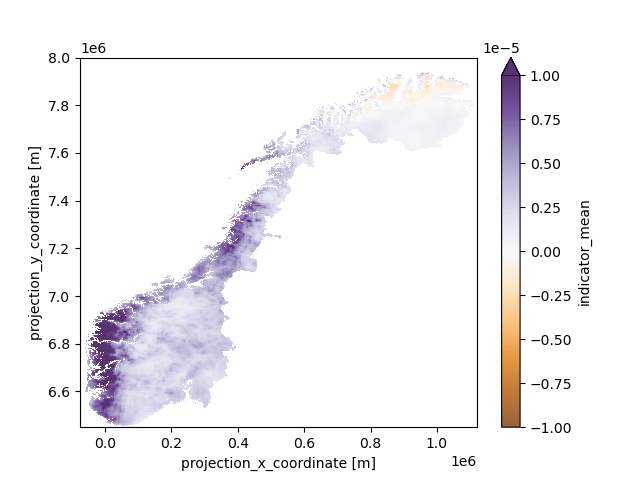 1e6
8.0
7.8
7.6
7.4
7.2
7.0
6.8
6.6
projection_y_coordinate [m]
0.0 0.2 0.4 0.6 0.8 1.0
1e6
projection_x_coordinate [m]
1e−5
1.00
0.75
0.50
0.25
0.00
−0.25
−0.50
−0.75
−1.00
indicator_mean